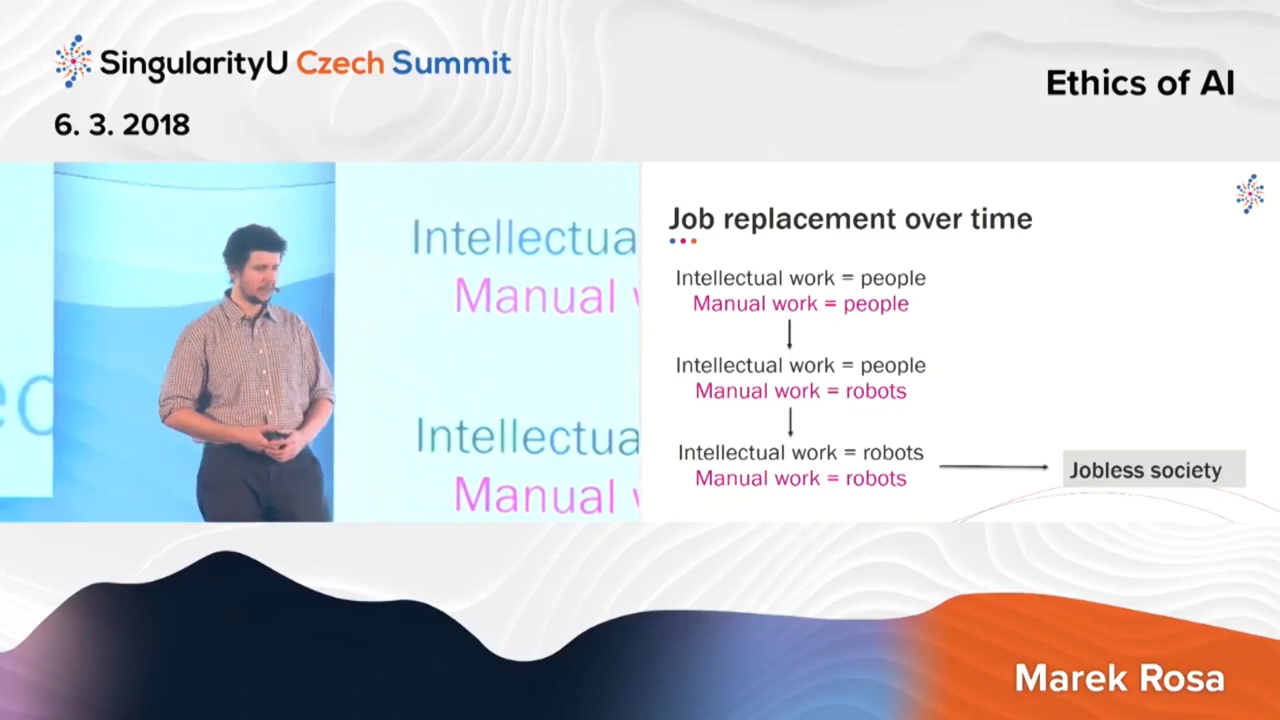 SingularityU Czech Summit
6. 3. 2018
Ethics of AI
Intellectua
Manual
Intellectua
Manual
Job replacement over time
Intellectual work = people
Manual work = people
Intellectual work = people
Manual work = robots
Intellectual work = robots
Manual work = robots
Jobless society
Marek Rosa